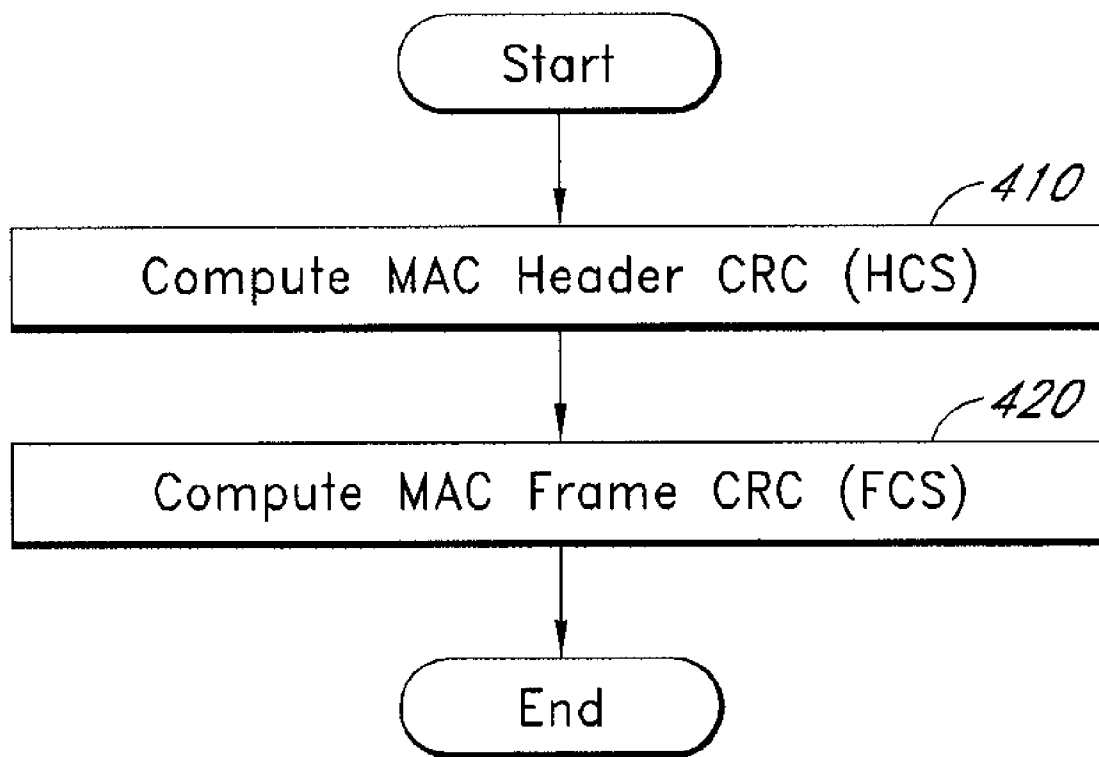 Start
410
Compute MAC Header CRC (HCS)
420
Compute MAC Frame CRC (FCS)
End